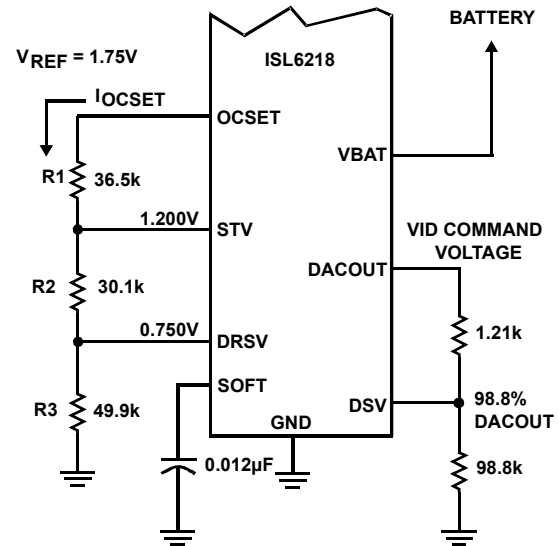 BATTERY
VREF = 1.75V
ISL6218
IOCSET
OCSET
VBAT
R1
36.5k
1.200V
STV
VID COMMAND
VOLTAGE
DACOUT
R2
30.1k
1.21k
0.750V
DRSV
SOFT
R3
49.9k
DSV
98.8%
DACOUT
GND
0.012µF
98.8k